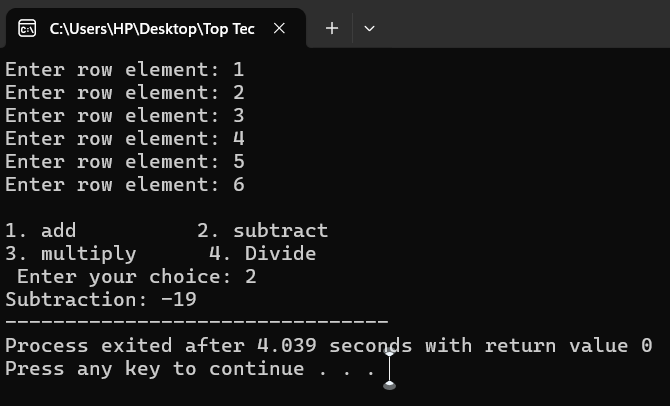 C:\Users\HP\Desktop\Top Tec
Enter row element: 1
Enter row element: 2
Enter row element: 3
Enter row element: 4
Enter row element: 5
Enter row element: 6
1. add          2. subtract
3. multiply      4. Divide
 Enter your choice: 2
Subtraction: -19
--------------------------------
Process exited after 4.039 seconds with return value 0
Press any key to continue . . .